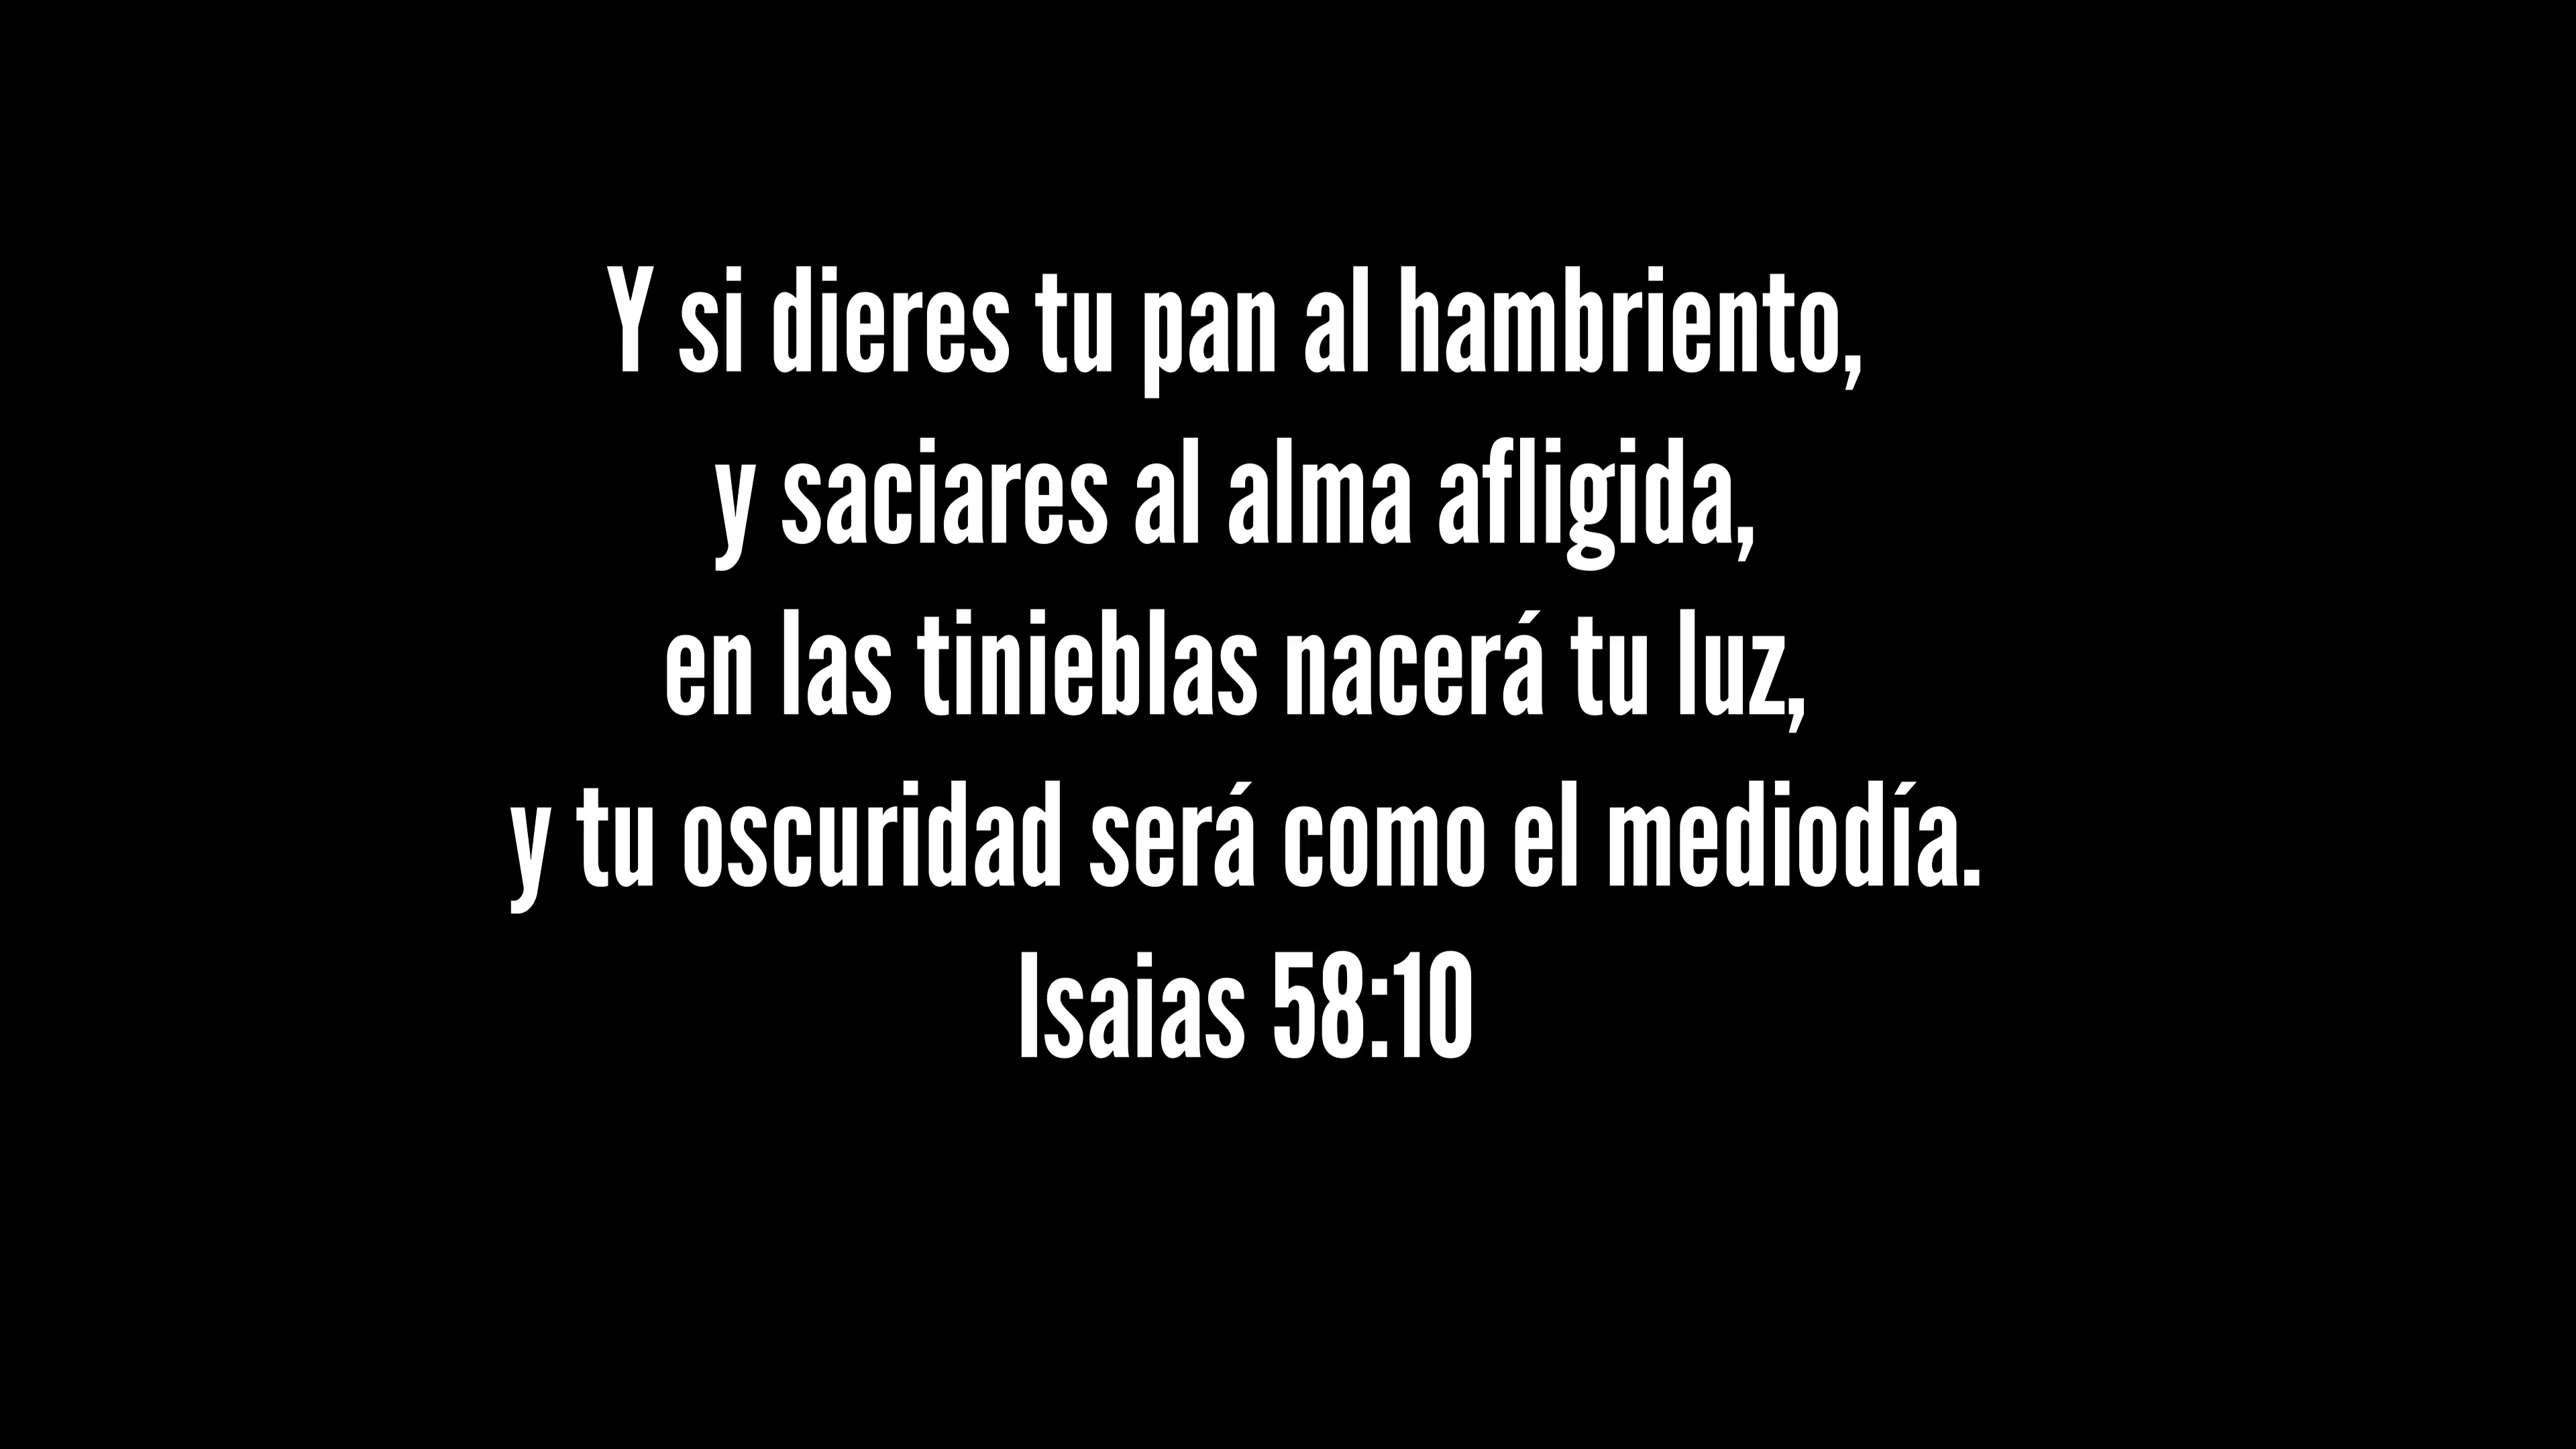 Y si dieres tu pan al hambriento,
y saciares al alma afligida,
en las tinieblas nacerá tu luz,
y tu oscuridad será como el mediodía.
Isaias 58:10